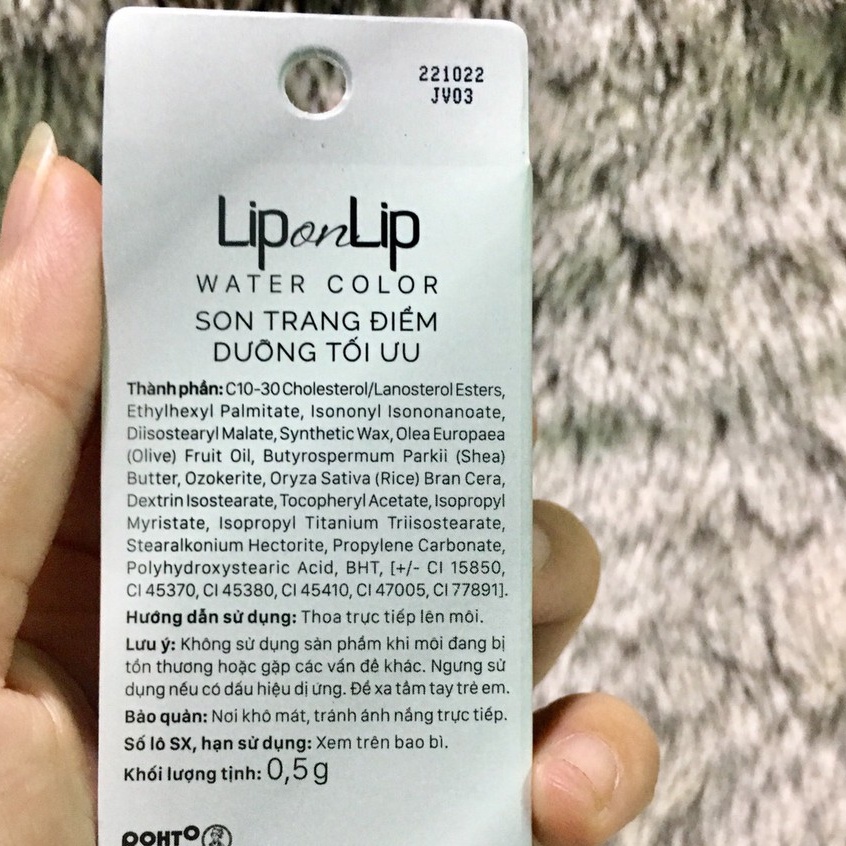 221022
JV03
LiponLip
WATER COLOR
SON TRANG ĐIỂM
DƯỠNG TỐI ƯU
Thành phần: C10-30 Cholesterol/Lanosterol Esters,
Ethylhexyl Palmitate, Isononyl Isononanoate,
Diisostearyl Malate, Synthetic Wax, Olea Europaea
(Olive) Fruit Oil, Butyrospermum Parkii (Shea)
Butter, Ozokerite, Oryza Sativa (Rice) Bran Cera,
Dextrin Isostearate, Tocopheryl Acetate, Isopropyl
Myristate, Isopropyl Titanium Triisostearate,
Stearalkonium Hectorite, Propylene Carbonate,
Polyhydroxystearic Acid, BHT, [+/- CI 15850,
CI 45370, CI 45380, CI 45410, CI 47005, CI 77891].
Hướng dẫn sử dụng: Thoa trực tiếp lên môi.
Lưu ý: Không sử dụng sản phẩm khi môi đang bị
tổn thương hoặc gặp các vấn đề khác. Ngưng sử
dụng nếu có dấu hiệu dị ứng. Để xa tầm tay trẻ em.
Bảo quản: Nơi khô mát, tránh ánh nắng trực tiếp.
Số lô SX, hạn sử dụng: Xem trên bao bì.
Khối lượng tịnh: 0,5g
ROHTO